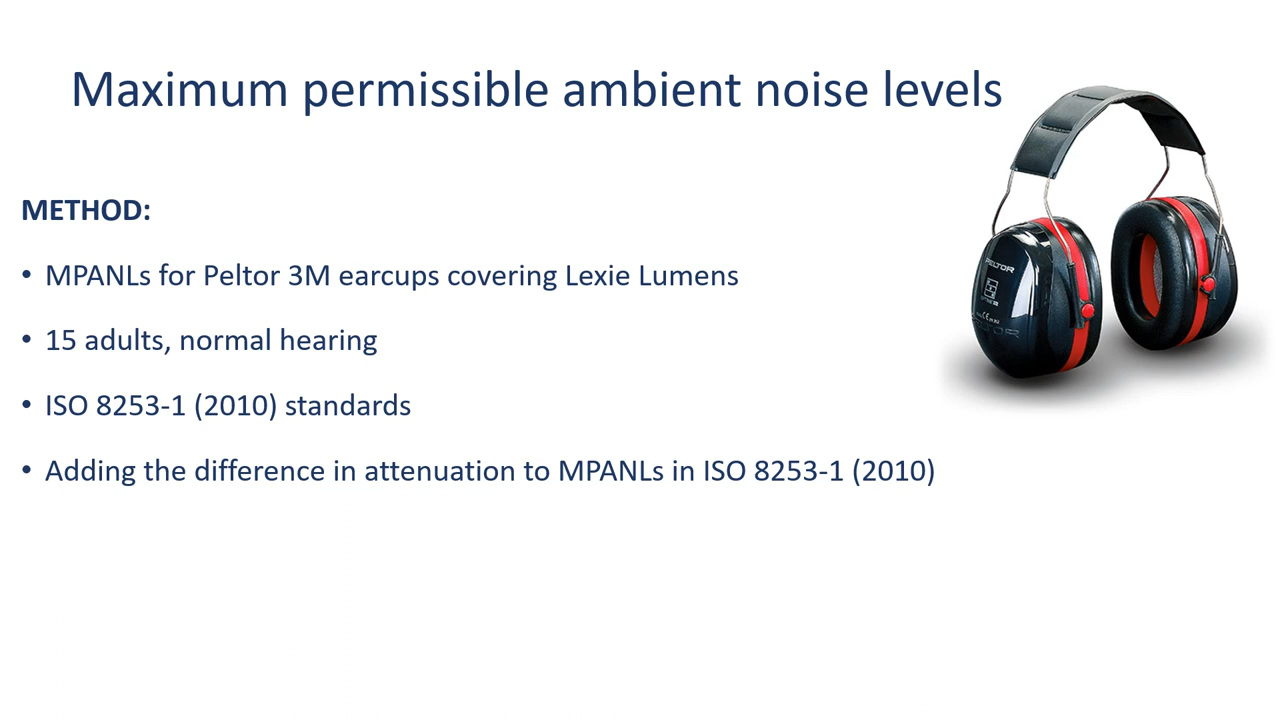 Maximum permissible ambient noise levels
METHOD:
• MPANLs for Peltor 3M earcups covering Lexie Lumens
• 15 adults, normal hearing
• ISO 8253-1 (2010) standards
• Adding the difference in attenuation to MPANLs in ISO 8253-1 (2010)
PELTOR